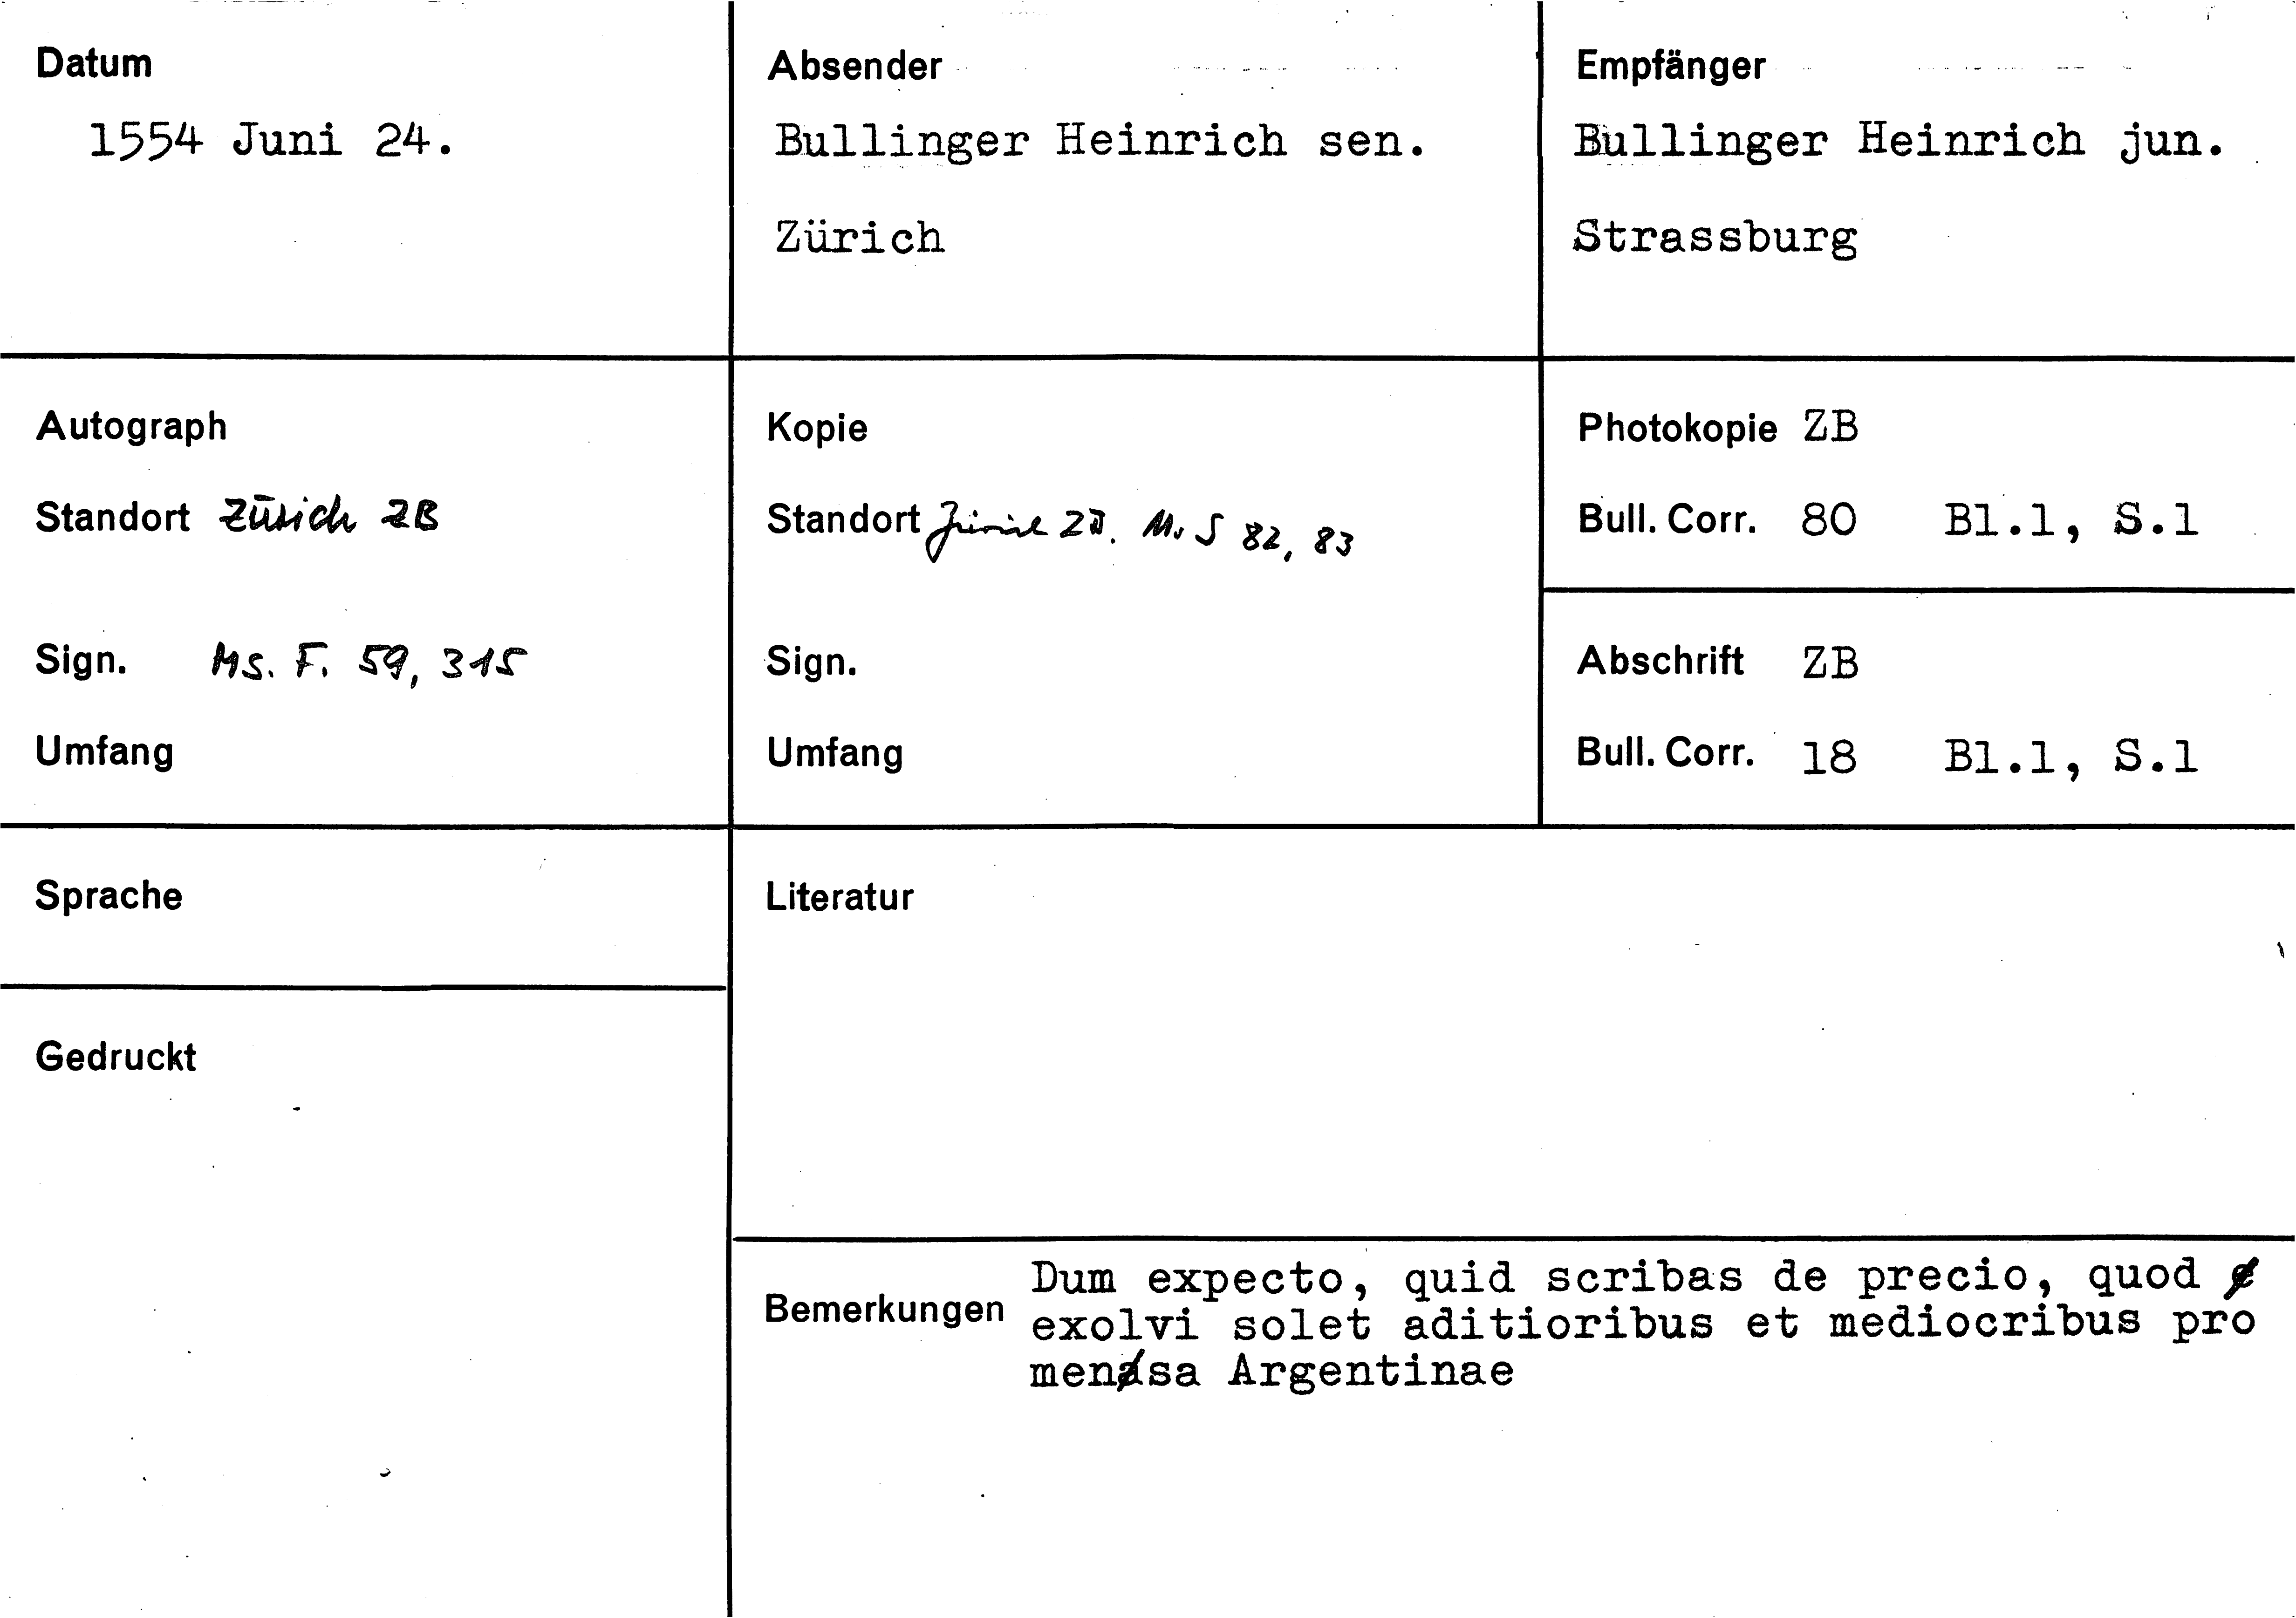 Datum
1554 Juni 24.
Absender
Bullinger Heinrich sen.
Zürich
Empfänger
Bullinger Heinrich jun.
Strassburg
Autograph
Standort Zürich ZB
Sign. Ms. F. 59, 315
Umfang
Kopie
Standort Zürich ZB. Ms S 82, 83
Sign.
Umfang
Photokopie ZB
Bull. Corr. 80 Bl.1, S.1
Abschrift ZB
Bull. Corr. 18 Bl.1, S.1
Sprache
Gedruckt
Literatur
Bemerkungen
Dum expecto, quid scribas de precio, quod
exolvi solet aditioribus et mediocribus pro
mensa Argentinae